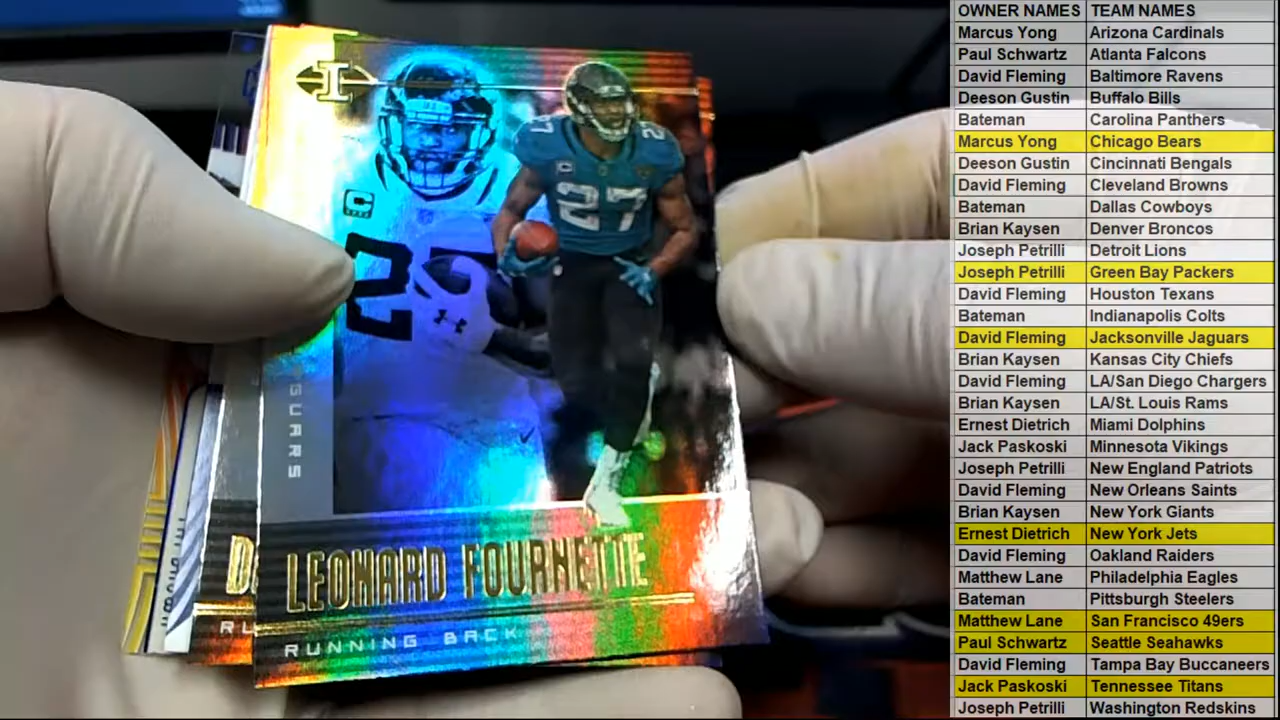 27
27
C
C
27
I
GUARS
LEONARD FOURNETTE
RUNNING BACK
D
RU
OWNER NAMES TEAM NAMES
Marcus Yong Arizona Cardinals
Paul Schwartz Atlanta Falcons
David Fleming Baltimore Ravens
Deeson Gustin Buffalo Bills
Bateman Carolina Panthers
Marcus Yong Chicago Bears
Deeson Gustin Cincinnati Bengals
David Fleming Cleveland Browns
Bateman Dallas Cowboys
Brian Kaysen Denver Broncos
Joseph Petrilli Detroit Lions
Joseph Petrilli Green Bay Packers
David Fleming Houston Texans
Bateman Indianapolis Colts
David Fleming Jacksonville Jaguars
Brian Kaysen Kansas City Chiefs
David Fleming LA/San Diego Chargers
Brian Kaysen LA/St. Louis Rams
Ernest Dietrich Miami Dolphins
Jack Paskoski Minnesota Vikings
Joseph Petrilli New England Patriots
David Fleming New Orleans Saints
Brian Kaysen New York Giants
Ernest Dietrich New York Jets
David Fleming Oakland Raiders
Matthew Lane Philadelphia Eagles
Bateman Pittsburgh Steelers
Matthew Lane San Francisco 49ers
Paul Schwartz Seattle Seahawks
David Fleming Tampa Bay Buccaneers
Jack Paskoski Tennessee Titans
Joseph Petrilli Washington Redskins